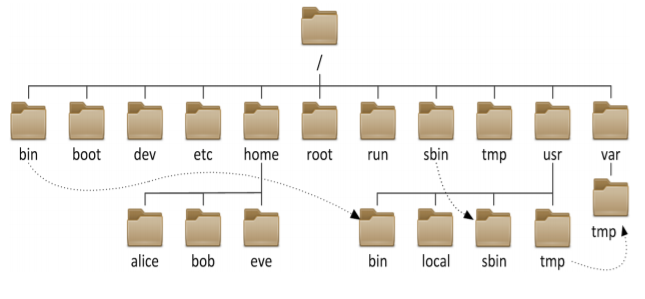 /
bin boot dev etc home root run sbin tmp usr var
tmp
alice bob eve bin local sbin tmp